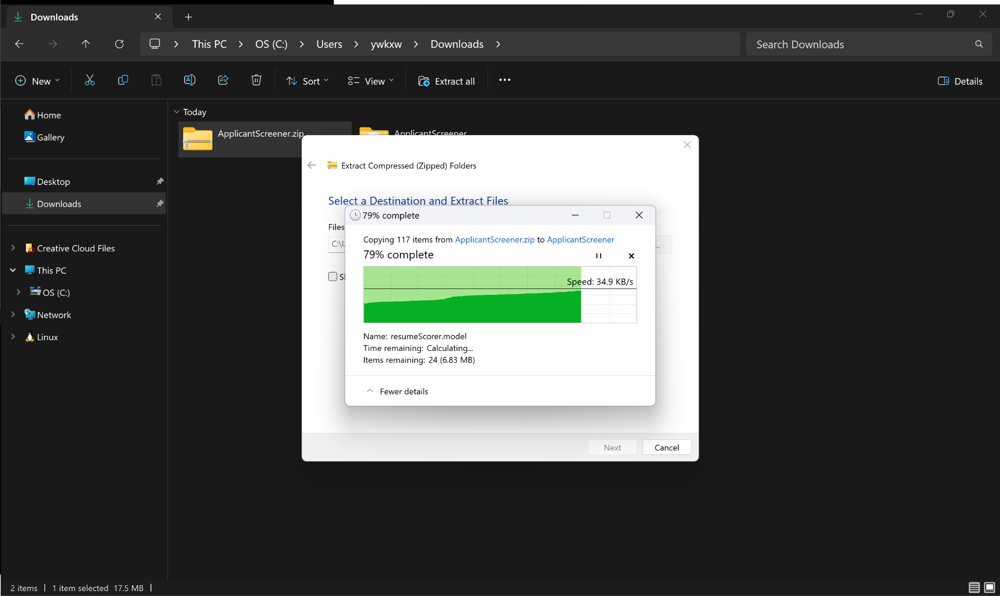 Downloads
This PC
OS (C:)
Users
ywkxw
Downloads
Search Downloads
New
Sort
View
Extract all
Details
Home
Gallery
Desktop
Downloads
Creative Cloud Files
This PC
OS (C:)
Network
Linux
Today
ApplicantScreener.zip
ApplicantScreener
Extract Compressed (Zipped) Folders
Select a Destination and Extract Files
Files
C:\U
79% complete
Copying 117 items from ApplicantScreener.zip to ApplicantScreener
79% complete
Speed: 34.9 KB/s
Name: resumeScorer.model
Time remaining: Calculating...
Items remaining: 24 (6.83 MB)
Fewer details
Next
Cancel
2 items
1 item selected 17.5 MB